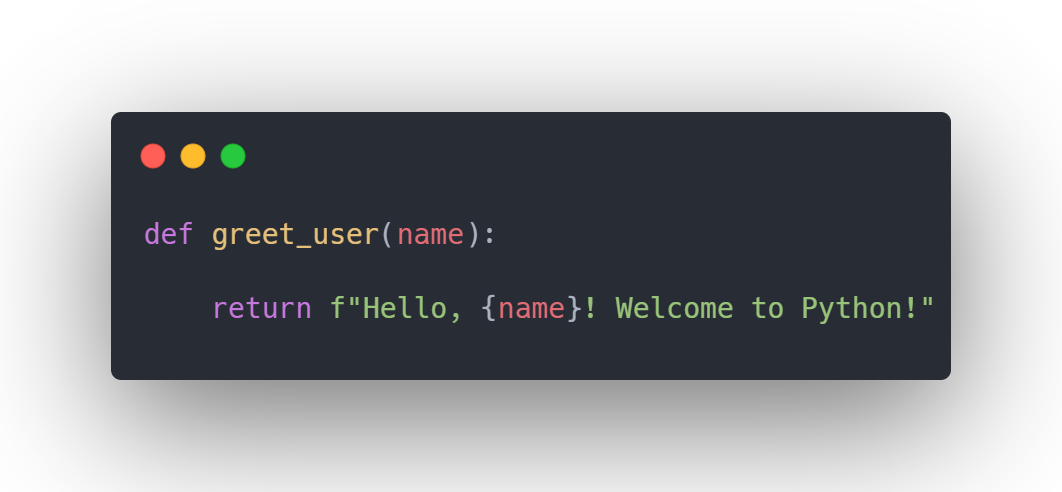 def greet_user(name):
    return f"Hello, {name}! Welcome to Python!"